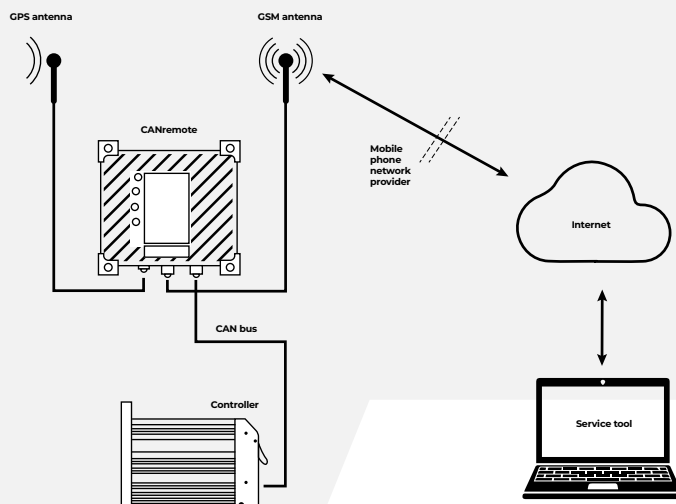 GPS antenna
GSM antenna
CANremote
Mobile
phone
network
provider
Internet
CAN bus
Controller
Service tool